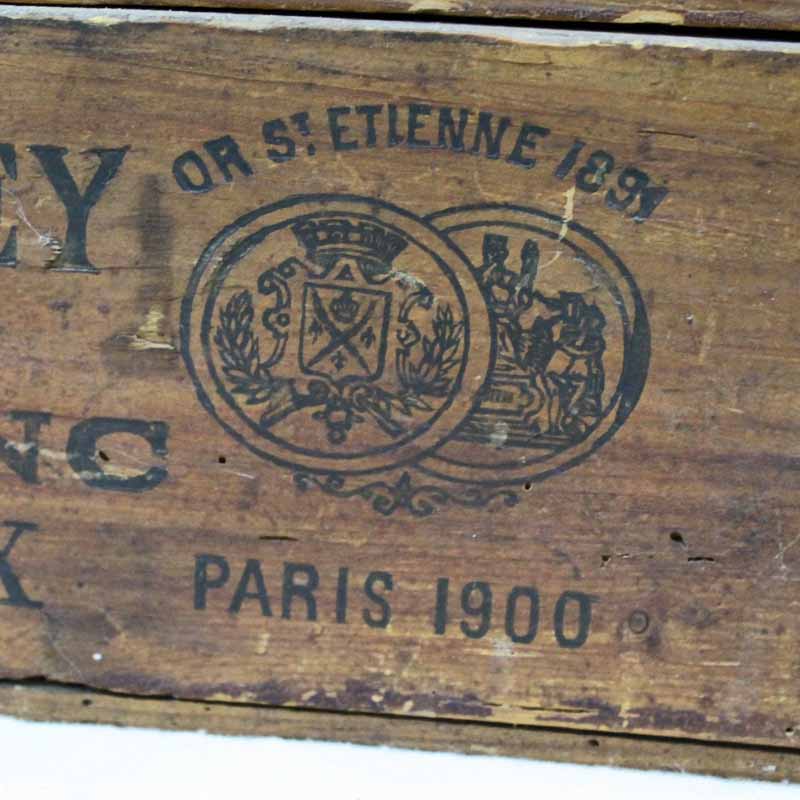 OR ST. ETIENNE 1891
EY
NC
K
PARIS 1900